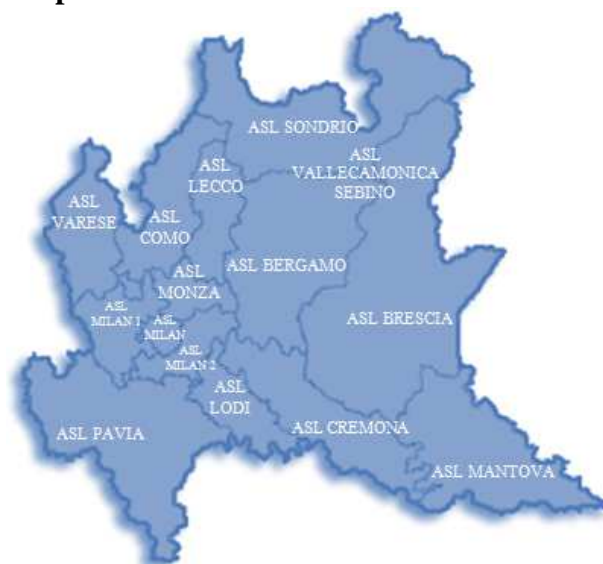 ASL SONDRIO
ASL
VALLECAMONICA
SEBINO
ASL
LECCO
ASL
VARESE
ASL
COMO
ASL BERGAMO
ASL
MONZA
ASL
MILAN 1
ASL
MILAN
ASL
MILAN 2
ASL BRESCIA
ASL
LODI
ASL PAVIA
ASL CREMONA
ASL MANTOVA